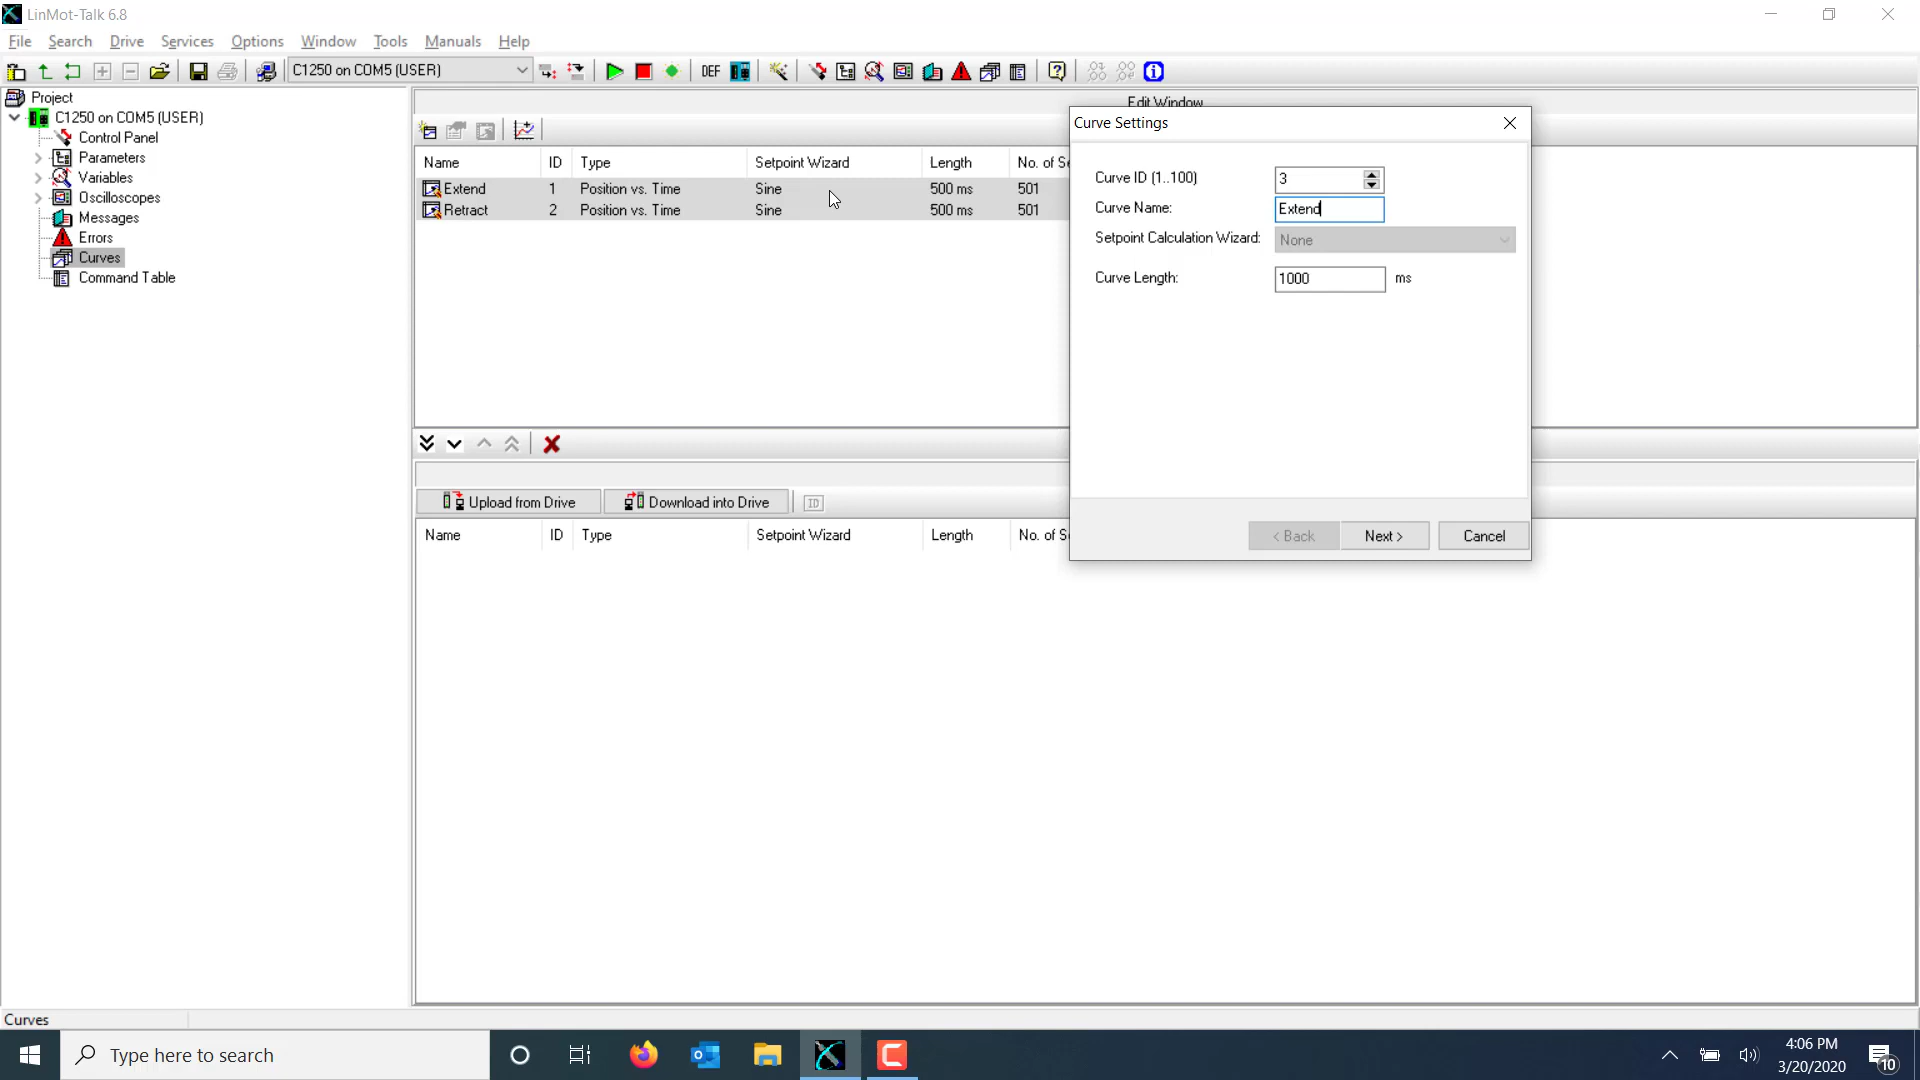 LinMot-Talk 6.8
File Search Drive Services Options Window Tools Manuals Help
C1250 on COM5 (USER)
DEF
Project
C1250 on COM5 (USER)
Control Panel
Parameters
Variables
Oscilloscopes
Messages
Errors
Curves
Command Table
Edit Window
Name ID Type Setpoint Wizard Length No. of S
Extend 1 Position vs. Time Sine 500 ms 501
Retract 2 Position vs. Time Sine 500 ms 501
Curve Settings
Curve ID (1..100) 3
Curve Name: Extend
Setpoint Calculation Wizard: None
Curve Length: 1000 ms
< Back Next > Cancel
Upload from Drive Download into Drive ID
Name ID Type Setpoint Wizard Length No. of S
Curves
Type here to search
4:06 PM
3/20/2020
10